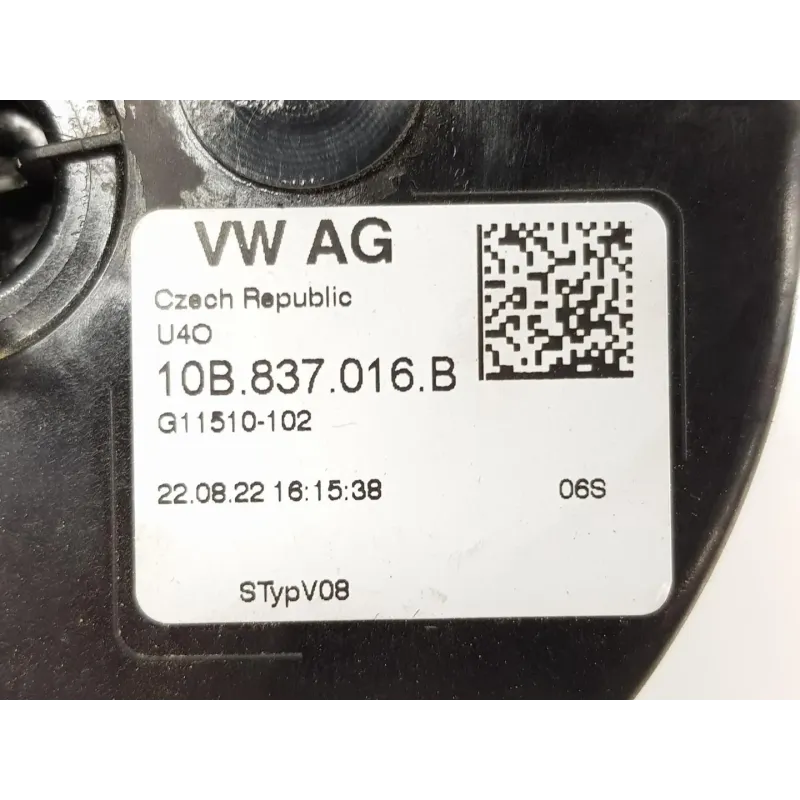 VW AG
Czech Republic
U4O
10B.837.016.B
G11510-102
22.08.22 16:15:38 06S
STypV08